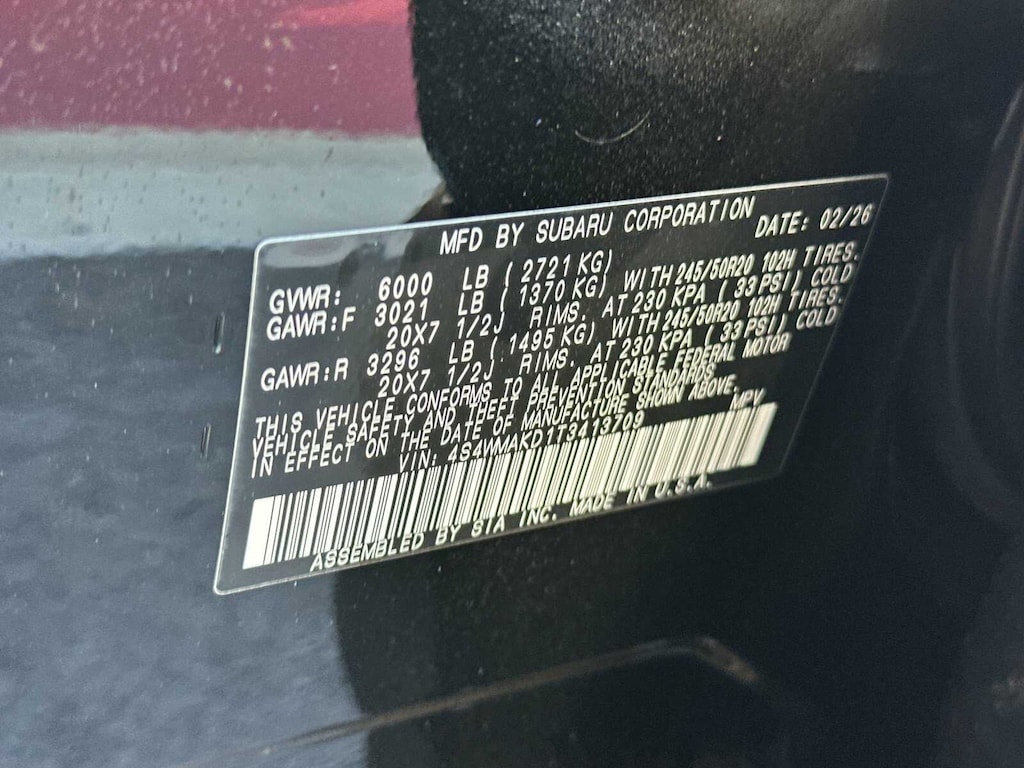 MFD BY SUBARU CORPORATION DATE: 02/26
GVWR: 6000 LB ( 2721 KG)
GAWR:F 3021 LB ( 1370 KG) WITH 245/50R20 102H TIRES.
20X7 1/2J RIMS. AT 230 KPA ( 33 PSI) COLD
GAWR:R 3296 LB ( 1495 KG) WITH 245/50R20 102H TIRES.
20X7 1/2J RIMS. AT 230 KPA ( 33 PSI) COLD
THIS VEHICLE CONFORMS TO ALL APPLICABLE FEDERAL MOTOR
VEHICLE SAFETY AND THEFT PREVENTION STANDARDS
IN EFFECT ON THE DATE OF MANUFACTURE SHOWN ABOVE.
VIN: 4S4WMAKD1T3413709 MPV
ASSEMBLED BY SIA INC. MADE IN U.S.A.